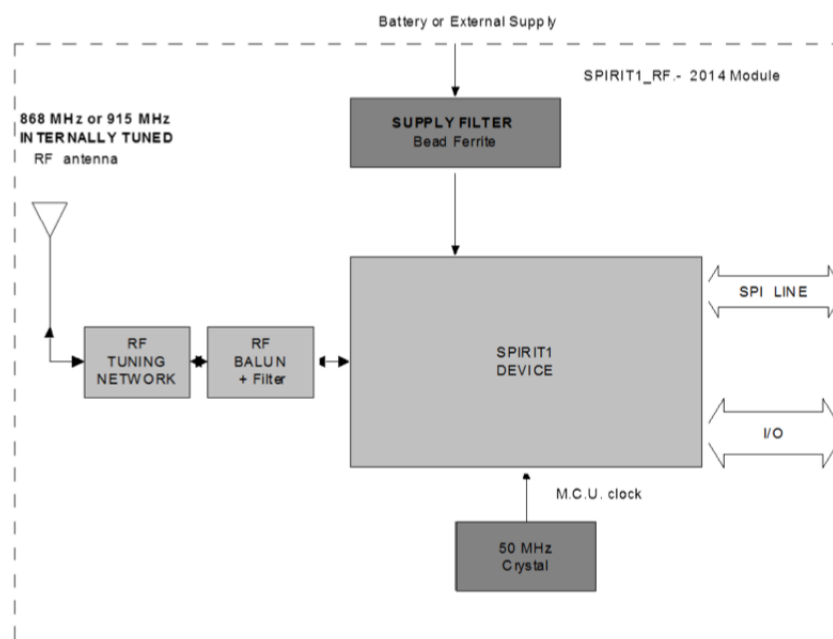 Battery or External Supply
SPIRIT1_RF.- 2014 Module
868 MHz or 915 MHz
INTERNALLY TUNED
RF antenna
SUPPLY FILTER
Bead Ferrite
SPI LINE
RF
TUNING
NETWORK
RF
BALUN
+ Filter
SPIRIT1
DEVICE
I/O
M.C.U. clock
50 MHz
Crystal